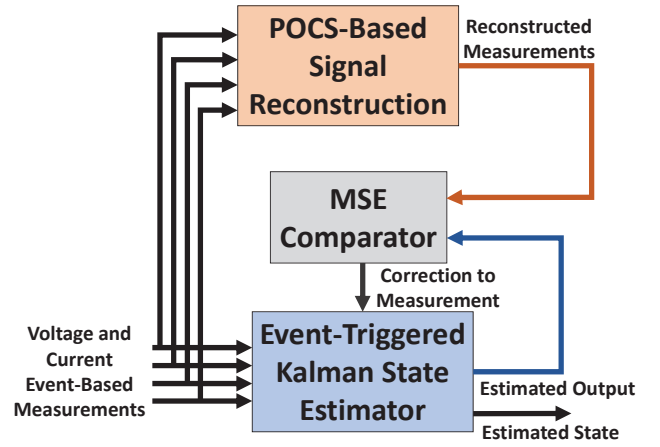 POCS-Based
Signal
Reconstruction
Reconstructed
Measurements
MSE
Comparator
Correction to
Measurement
Voltage and
Current
Event-Based
Measurements
Event-Triggered
Kalman State
Estimator
Estimated Output
Estimated State